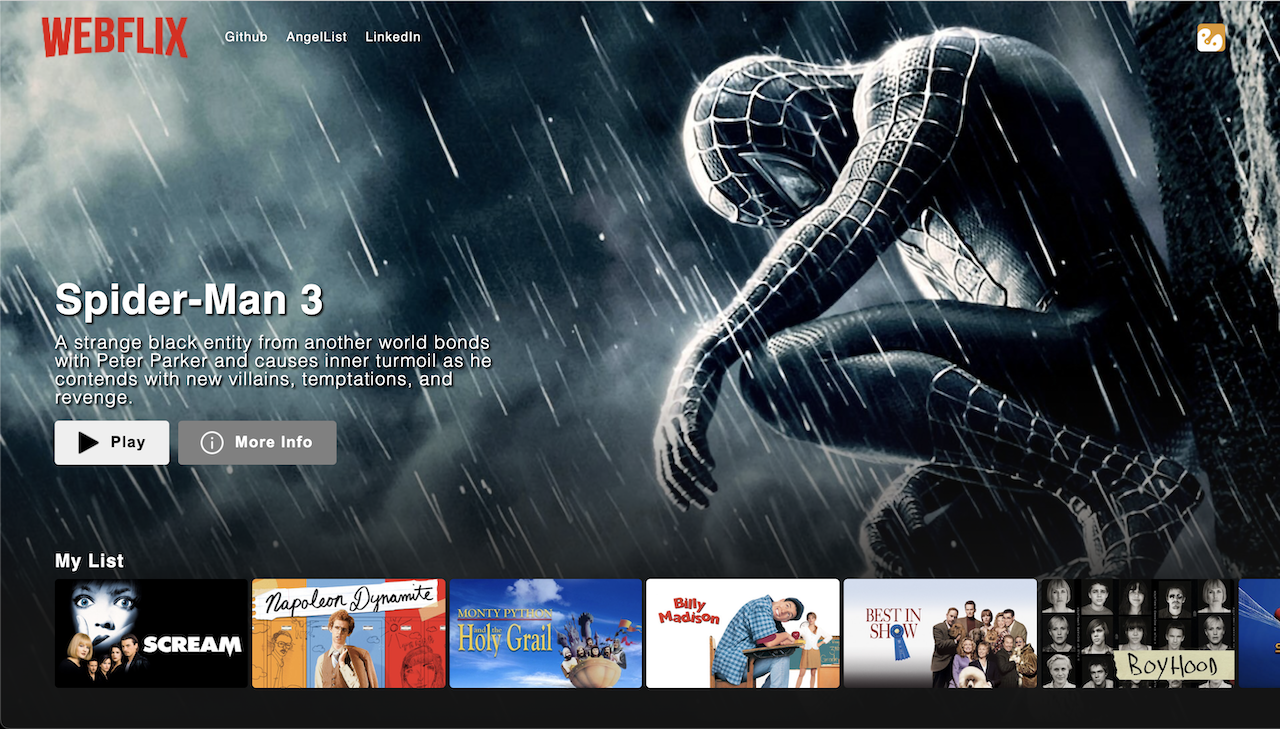 WEBFLIX
Github AngelList LinkedIn
Spider-Man 3
A strange black entity from another world bonds
with Peter Parker and causes inner turmoil as he
contends with new villains, temptations, and
revenge.
Play
More Info
My List
SCREAM
Napoleon Dynamite
MONTY PYTHON
and the
Holy Grail
Billy
Madison
BEST IN
SHOW
BOYHOOD